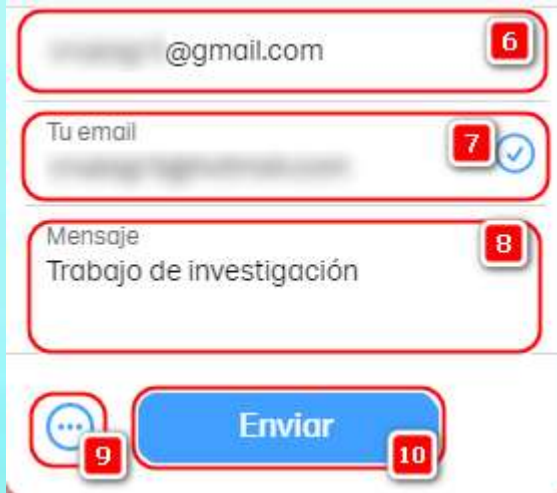 @gmail.com
6
Tu email
7
Mensaje
8
Trabajo de investigación
9
Enviar
10